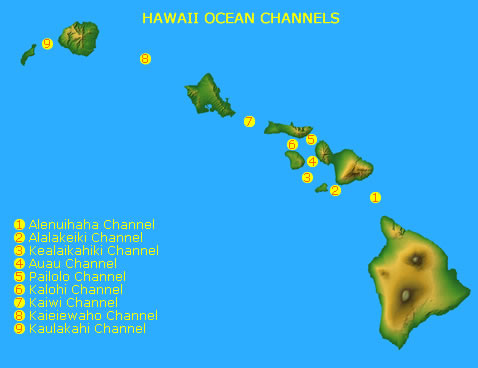 HAWAII OCEAN CHANNELS
9
8
7
5
6
4
3
2
1
1 Alenuihaha Channel
2 Alalakeiki Channel
3 Kealaikahiki Channel
4 Auau Channel
5 Pailolo Channel
6 Kalohi Channel
7 Kaiwi Channel
8 Kaieiewaho Channel
9 Kaulakahi Channel